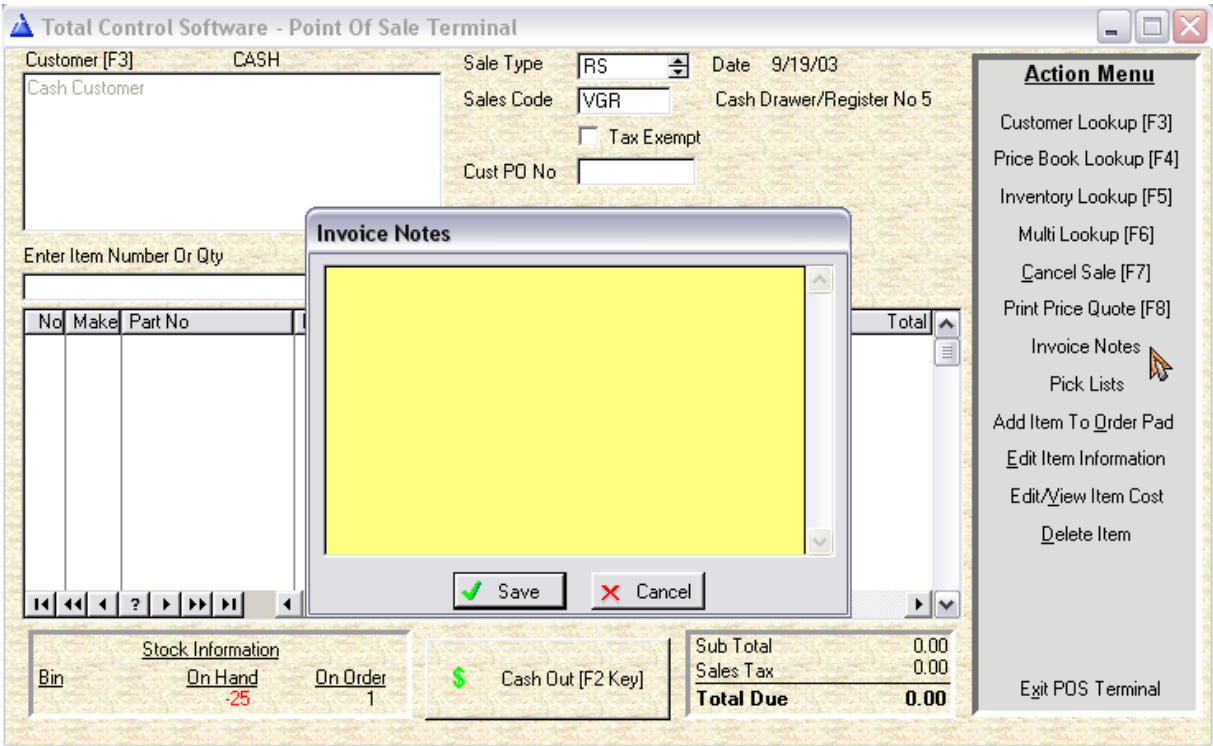 Total Control Software - Point Of Sale Terminal
Customer [F3] CASH
Cash Customer
Sale Type RS Date 9/19/03
Sales Code VGR Cash Drawer/Register No 5
Tax Exempt
Cust PO No
Enter Item Number Or Qty
No Make Part No Total
Invoice Notes
Save Cancel
?
Stock Information
Bin On Hand On Order
-25 1
$ Cash Out [F2 Key]
Sub Total 0.00
Sales Tax 0.00
Total Due 0.00
Action Menu
Customer Lookup [F3]
Price Book Lookup [F4]
Inventory Lookup [F5]
Multi Lookup [F6]
Cancel Sale [F7]
Print Price Quote [F8]
Invoice Notes
Pick Lists
Add Item To Order Pad
Edit Item Information
Edit/View Item Cost
Delete Item
Exit POS Terminal